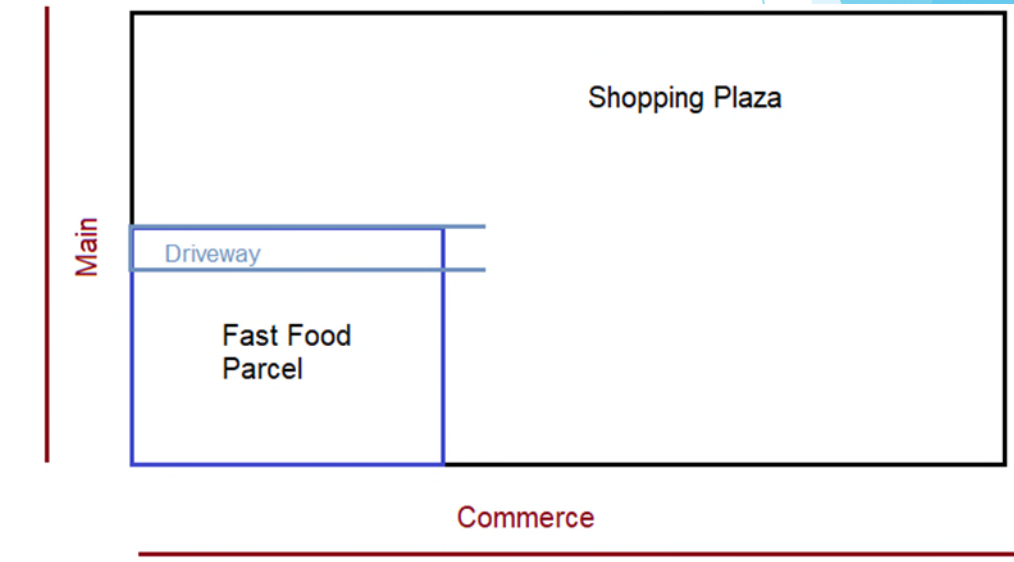 Shopping Plaza
Main
Driveway
Fast Food
Parcel
Commerce